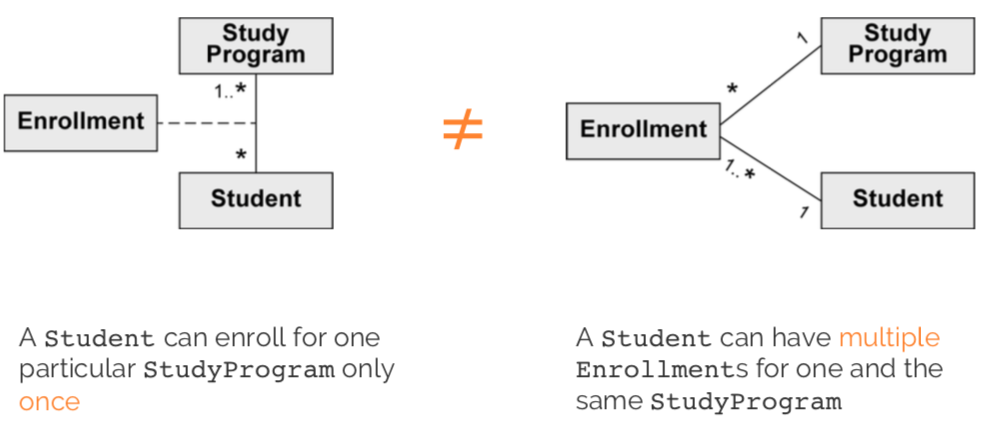 Study
Program
1..*
Enrollment
*
Student
≠
Study
Program
1
*
Enrollment
1..*
1
Student
A Student can enroll for one
particular StudyProgram only
once
A Student can have multiple
Enrollments for one and the
same StudyProgram